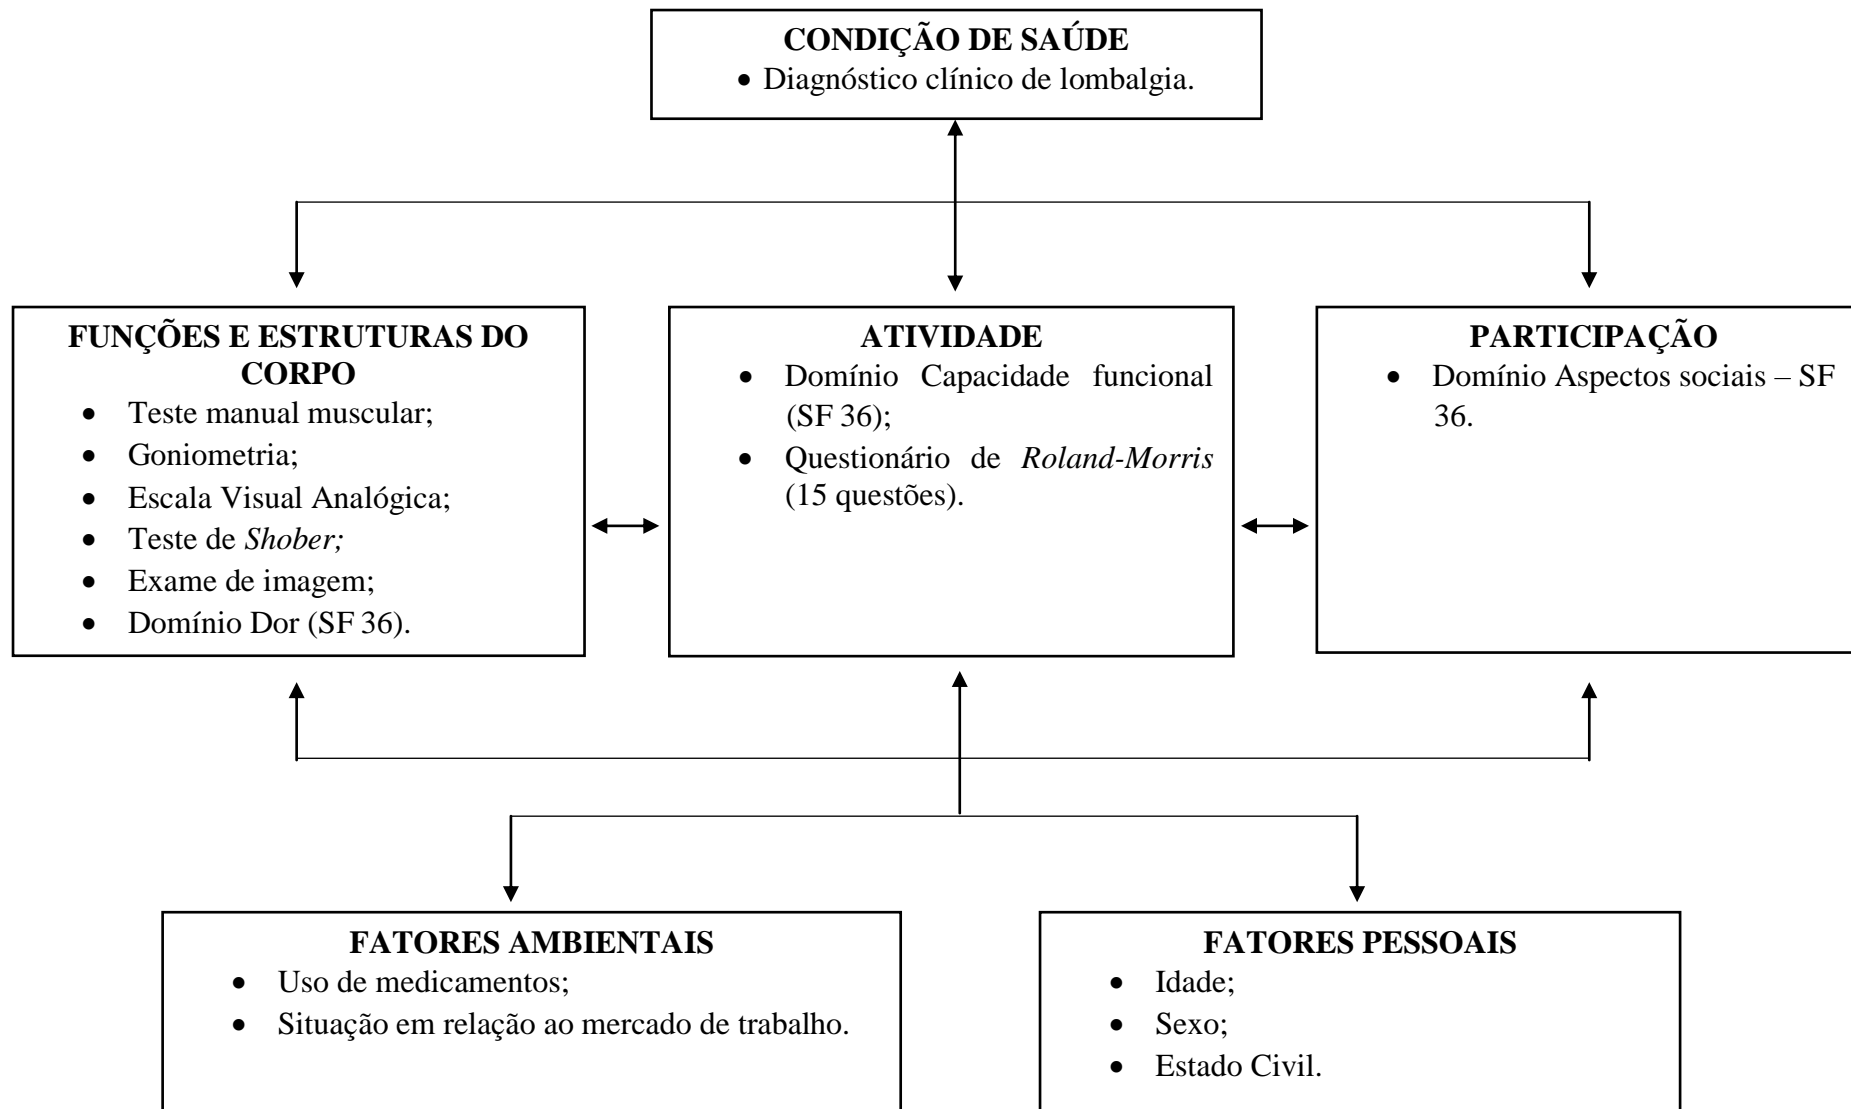 CONDIÇÃO DE SAÚDE
• Diagnóstico clínico de lombalgia.
FUNÇÕES E ESTRUTURAS DO
CORPO
• Teste manual muscular;
• Goniometria;
• Escala Visual Analógica;
• Teste de Shober;
• Exame de imagem;
• Domínio Dor (SF 36).
ATIVIDADE
• Domínio Capacidade funcional
(SF 36);
• Questionário de Roland-Morris
(15 questões).
PARTICIPAÇÃO
• Domínio Aspectos sociais – SF
36.
FATORES AMBIENTAIS
• Uso de medicamentos;
• Situação em relação ao mercado de trabalho.
FATORES PESSOAIS
• Idade;
• Sexo;
• Estado Civil.